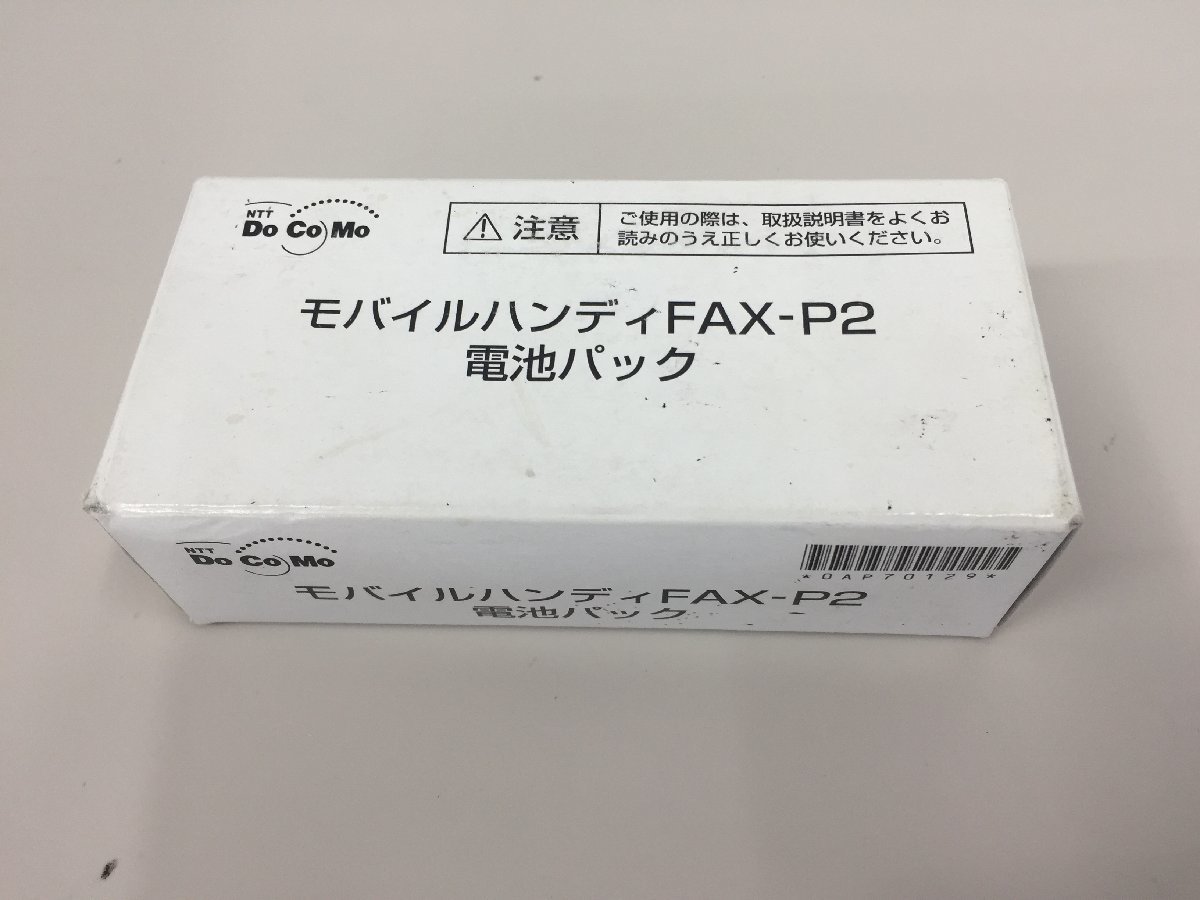 NTT
DoCoMo
注意
ご使用の際は、取扱説明書をよくお
読みのうえ正しくお使いください。
モバイルハンディFAX-P2
電池パック
NTT
DoCoMo
*0AP70129*
モバイルハンディFAX-P2
電池パック